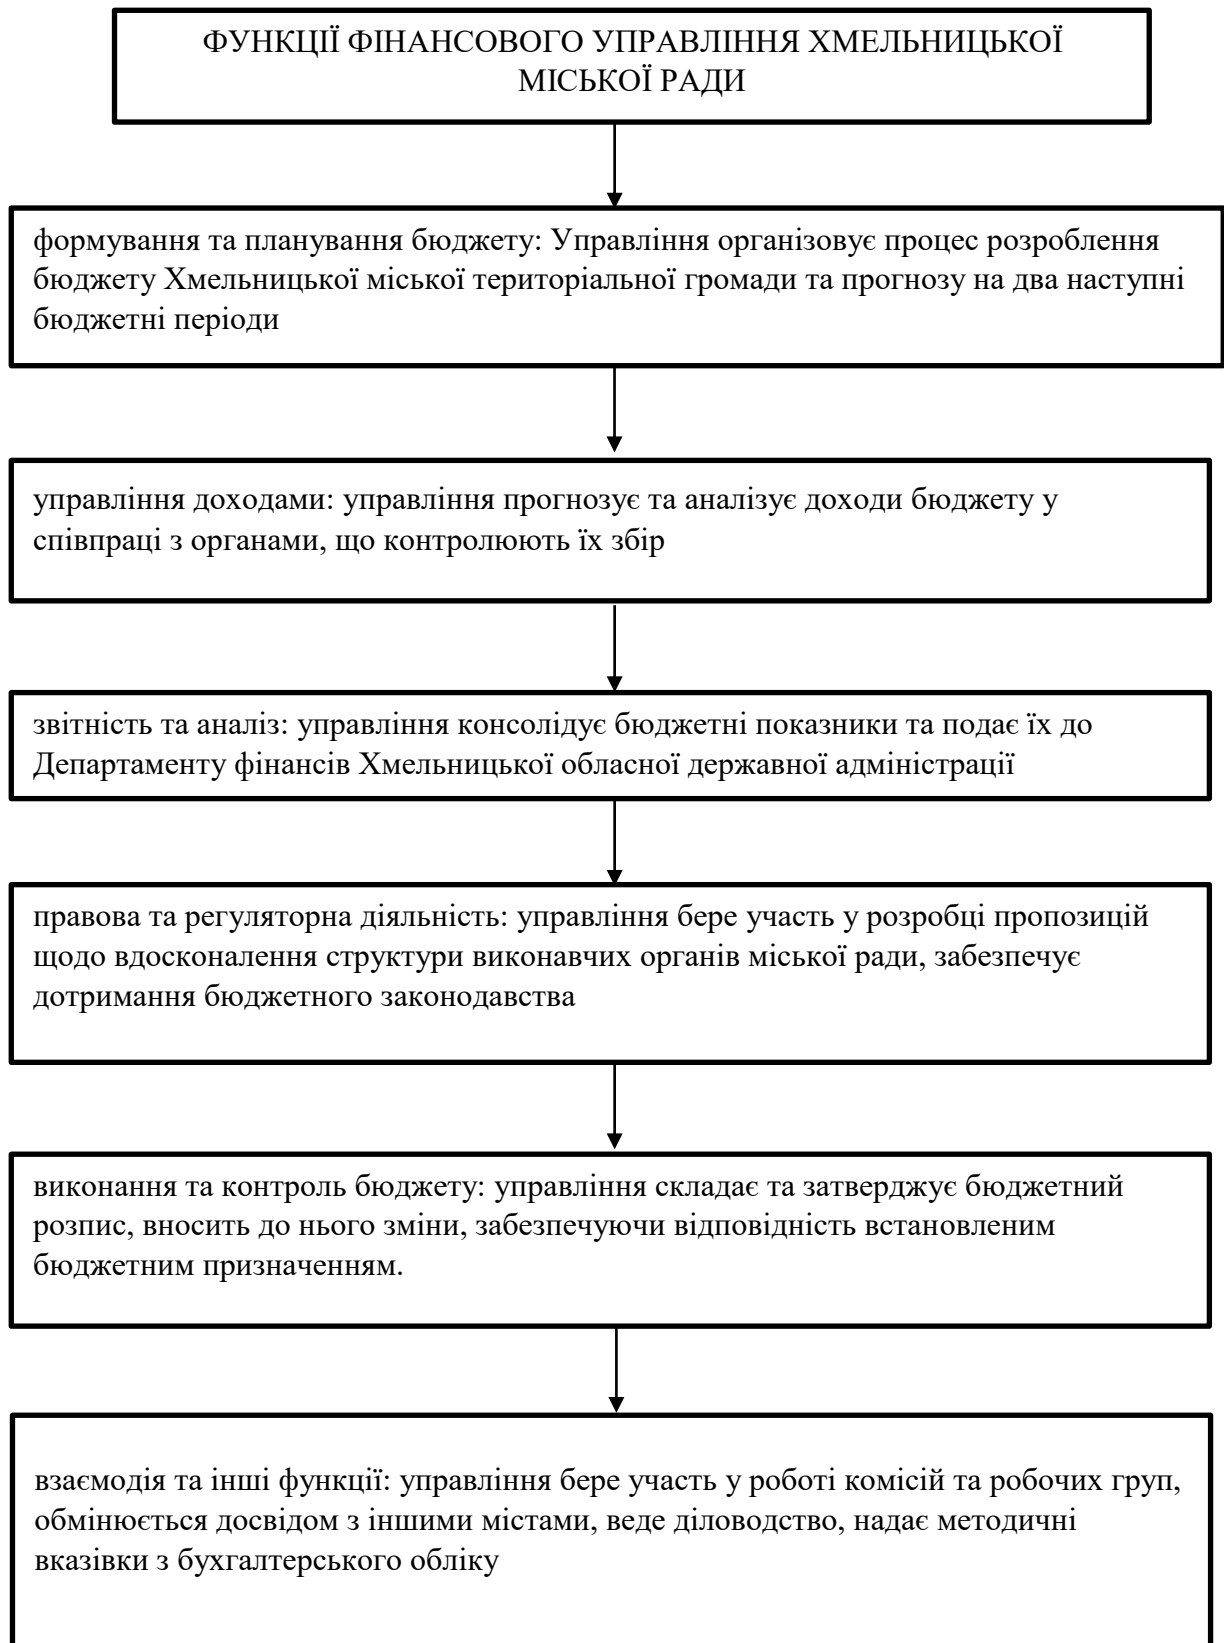 ФУНКЦІЇ ФІНАНСОВОГО УПРАВЛІННЯ ХМЕЛЬНИЦЬКОЇ
МІСЬКОЇ РАДИ
формування та планування бюджету: Управління організовує процес розроблення
бюджету Хмельницької міської територіальної громади та прогнозу на два наступні
бюджетні періоди
управління доходами: управління прогнозує та аналізує доходи бюджету у
співпраці з органами, що контролюють їх збір
звітність та аналіз: управління консолідує бюджетні показники та подає їх до
Департаменту фінансів Хмельницької обласної державної адміністрації
правова та регуляторна діяльність: управління бере участь у розробці пропозицій
щодо вдосконалення структури виконавчих органів міської ради, забезпечує
дотримання бюджетного законодавства
виконання та контроль бюджету: управління складає та затверджує бюджетний
розпис, вносить до нього зміни, забезпечуючи відповідність встановленим
бюджетним призначенням.
взаємодія та інші функції: управління бере участь у роботі комісій та робочих груп,
обмінюється досвідом з іншими містами, веде діловодство, надає методичні
вказівки з бухгалтерського обліку